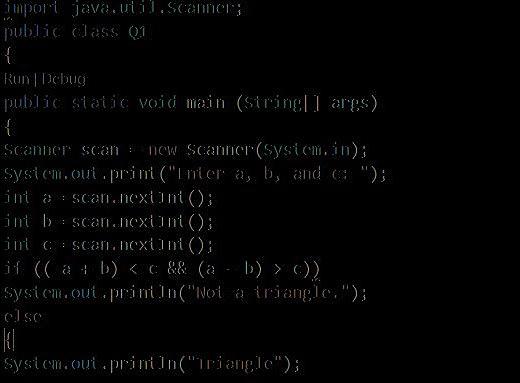 import java.util.Scanner;
public class Q1
{
Run|Debug
public static void main (String[] args)
{
Scanner scan = new Scanner(System.in);
System.out.print("Enter a, b, and c: ");
int a = scan.nextInt();
int b = scan.nextInt();
int c = scan.nextInt();
if (( a + b) < c && (a - b) > c))
System.out.println("Not a triangle.");
else
{
System.out.println("Triangle");